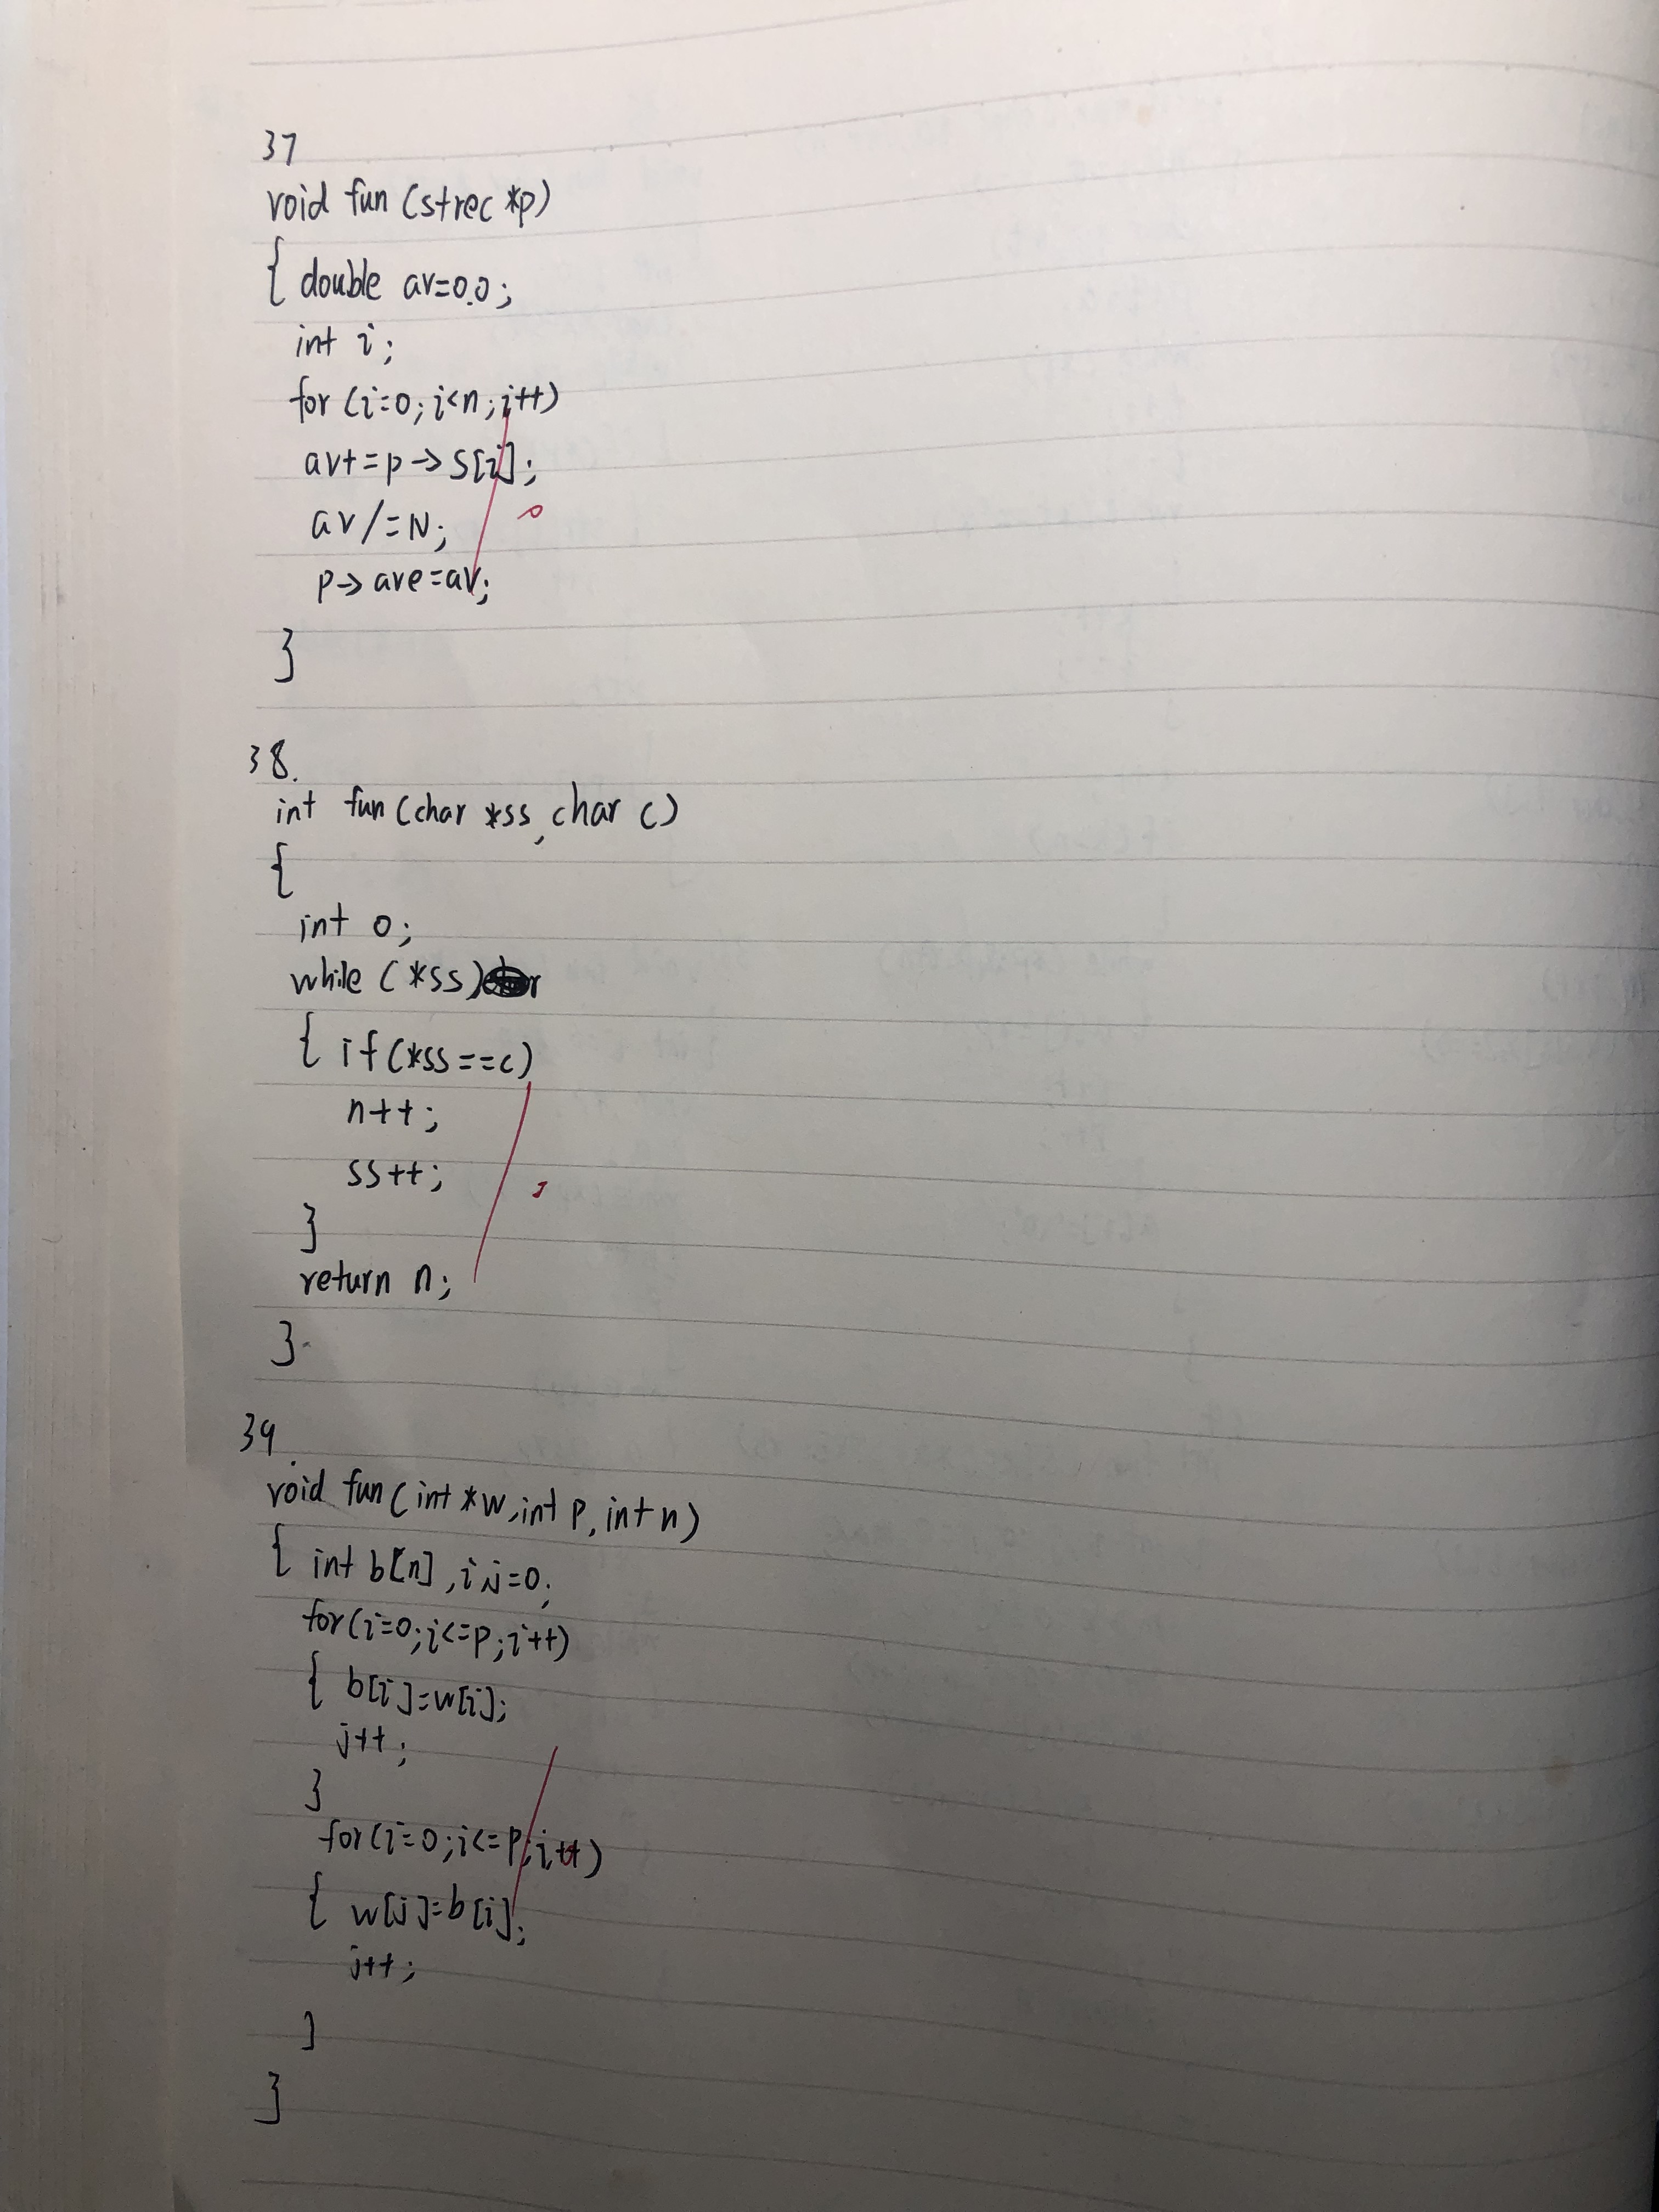 37
void fun (strec *p)
{ double av=0.0;
int i;
for (i=0; i<n; i++)
av+=p→s[i];
av/=N;
p→ave=av;
}
38.
int fun (char *ss, char c)
{
int 0;
while (*ss)
{ if (*ss==c)
n++;
ss++;
}
return n;
}
39.
void fun (int *w, int p, int n)
{ int b[n], i, j=0;
for(i=0; i<=p; i++)
{ b[i]=w[i];
j++;
}
for(i=0; i<=p; i++)
{ w[j]=b[i];
j++;
}
}